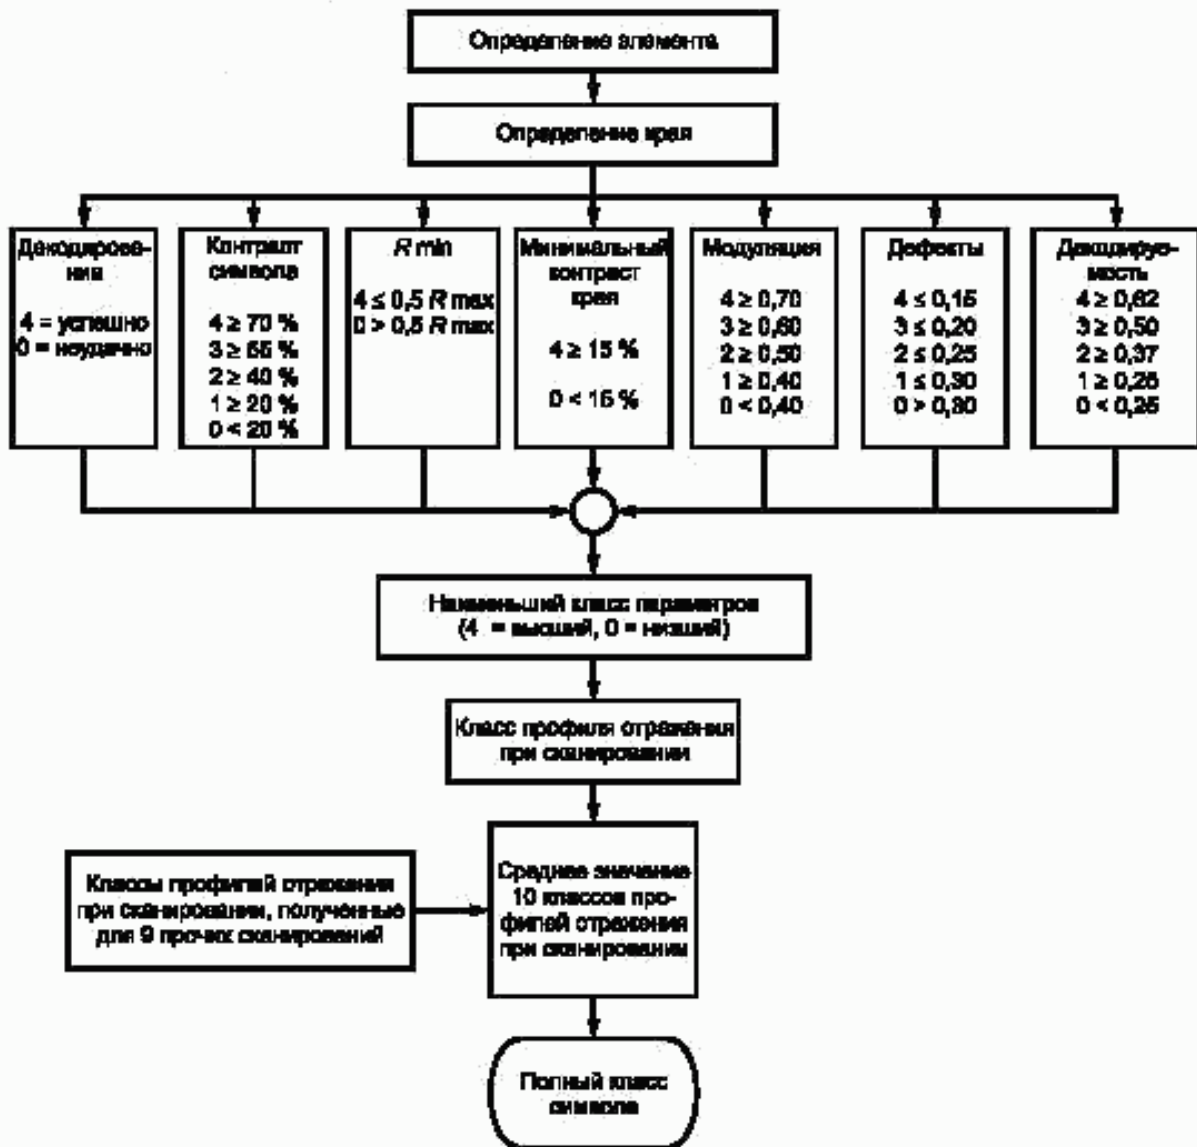 Определение элемента
Определение края
Декодирова-
ние
4 = успешно
0 = неудачно
Контраст
символа
4 ≥ 70 %
3 ≥ 55 %
2 ≥ 40 %
1 ≥ 20 %
0 < 20 %
R min
4 ≤ 0,5 R max
0 > 0,5 R max
Минимальный
контраст
края
4 ≥ 15 %
0 < 15 %
Модуляция
4 ≥ 0,70
3 ≥ 0,60
2 ≥ 0,50
1 ≥ 0,40
0 < 0,40
Дефекты
4 ≤ 0,15
3 ≤ 0,20
2 ≤ 0,25
1 ≤ 0,30
0 > 0,30
Декодируе-
мость
4 ≥ 0,62
3 ≥ 0,50
2 ≥ 0,37
1 ≥ 0,25
0 < 0,25
Наименьший класс параметров
(4 = высший, 0 = низший)
Класс профиля отражения
при сканировании
Классы профилей отражения
при сканировании, полученные
для 9 прочих сканирований
Среднее значение
10 классов про-
филей отражения
при сканировании
Полный класс
символа